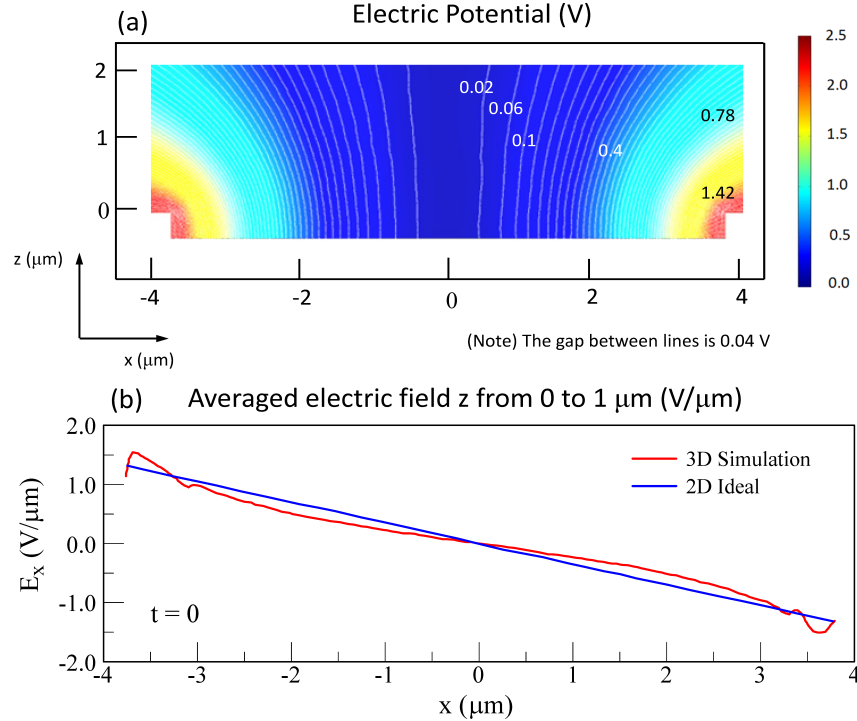 (a)
Electric Potential (V)
2
1
0
z (μm)
x (μm)
-4
-2
0
2
4
0.02
0.06
0.1
0.4
0.78
1.42
2.5
2.0
1.5
1.0
0.5
0.0
(Note) The gap between lines is 0.04 V
(b)
Averaged electric field z from 0 to 1 μm (V/μm)
2.0
1.0
0.0
-1.0
-2.0
Ex (V/μm)
3D Simulation
2D Ideal
t = 0
-4
-3
-2
-1
0
1
2
3
4
x (μm)